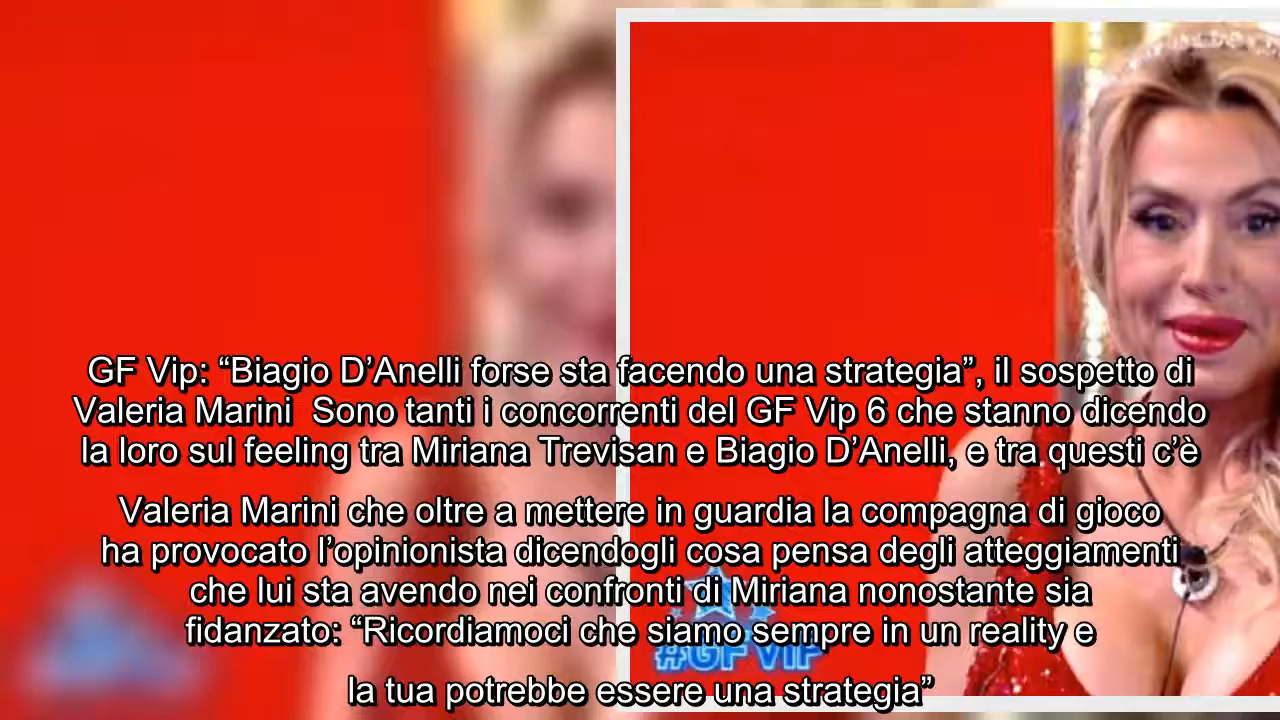 GF Vip: “Biagio D’Anelli forse sta facendo una strategia”, il sospetto di
Valeria Marini  Sono tanti i concorrenti del GF Vip 6 che stanno dicendo
la loro sul feeling tra Miriana Trevisan e Biagio D’Anelli, e tra questi c’è
Valeria Marini che oltre a mettere in guardia la compagna di gioco
ha provocato l’opinionista dicendogli cosa pensa degli atteggiamenti
che lui sta avendo nei confronti di Miriana nonostante sia
fidanzato: “Ricordiamoci che siamo sempre in un reality e
#GF VIP
la tua potrebbe essere una strategia”